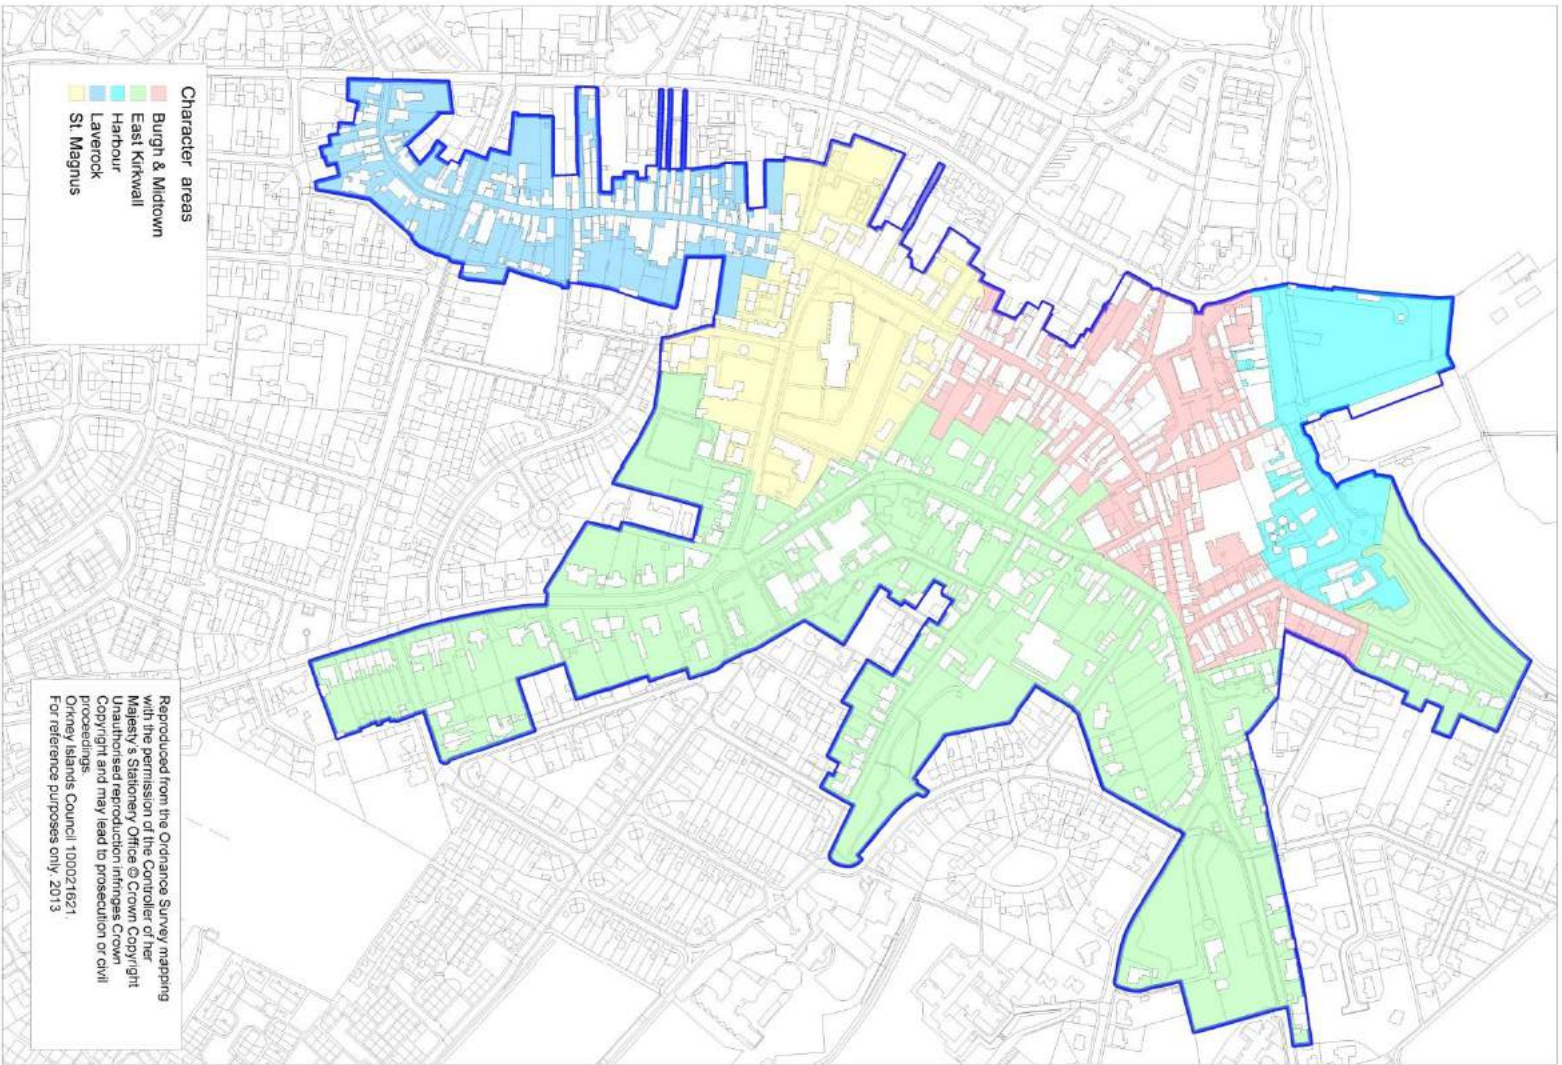 Character areas
Burgh & Midtown
East Kirkwall
Harbour
Laverock
St. Magnus
Reproduced from the Ordnance Survey mapping
with the permission of the Controller of her
Majesty's Stationery Office © Crown Copyright
Unauthorised reproduction infringes Crown
Copyright and may lead to prosecution or civil
proceedings.
Orkney Islands Council 100021621.
For reference purposes only. 2013